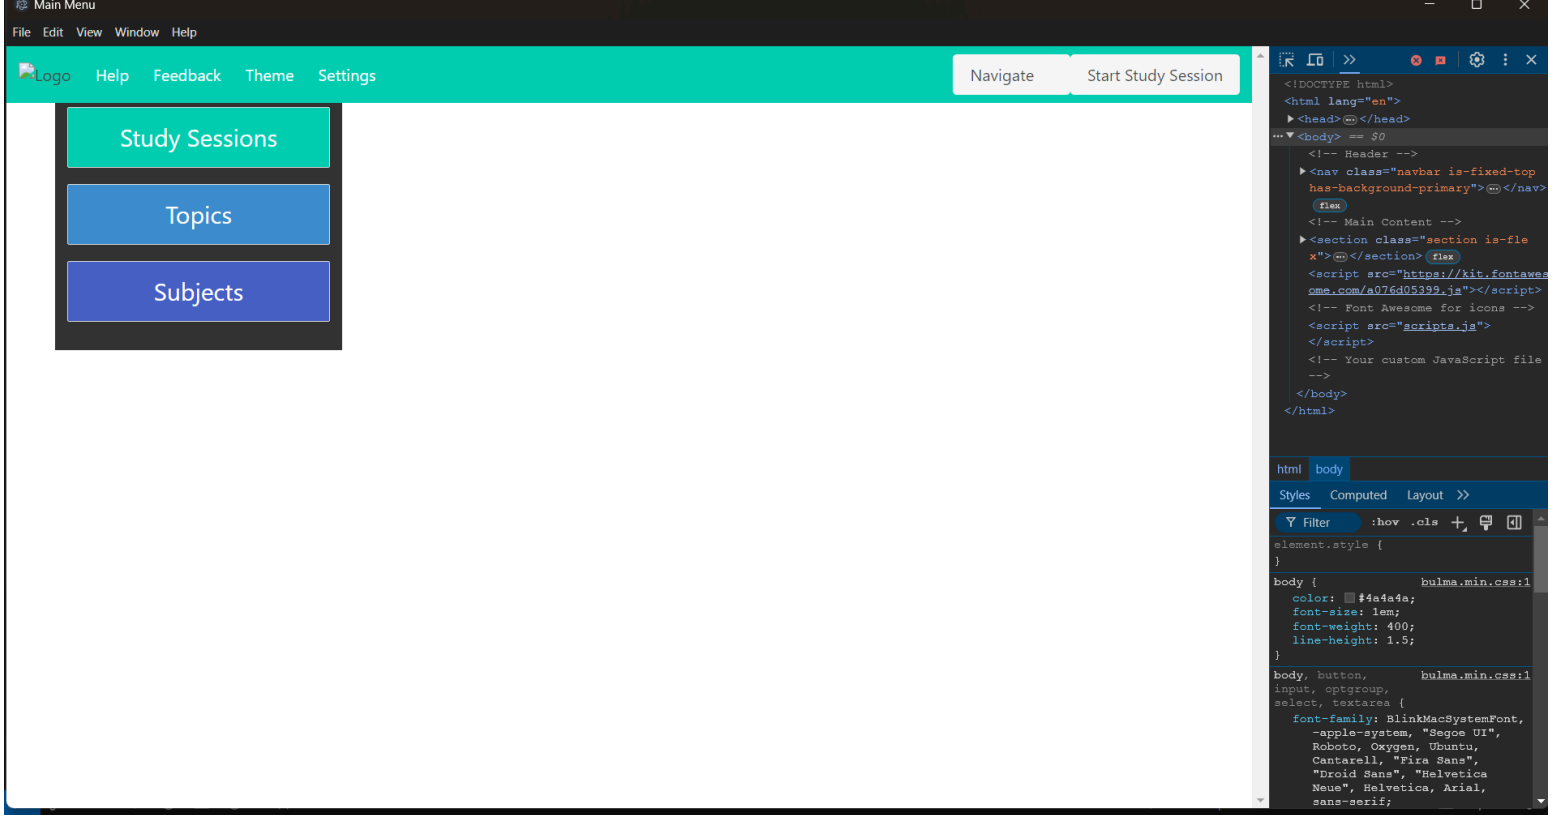 Main Menu
File Edit View Window Help
Logo Help Feedback Theme Settings Navigate Start Study Session
Study Sessions
Topics
Subjects
<!DOCTYPE html>
<html lang="en">
<head> </head>
<body> == $0
<!-- Header -->
<nav class="navbar is-fixed-top
has-background-primary"> </nav>
flex
<!-- Main Content -->
<section class="section is-fle
x"> </section> flex
<script src="https://kit.fontawes
ome.com/a076d05399.js"></script>
<!-- Font Awesome for icons -->
<script src="scripts.js">
</script>
<!-- Your custom JavaScript file
-->
</body>
</html>
html body
Styles Computed Layout
Filter :hov .cls
element.style {
}
body { bulma.min.css:1
color: #4a4a4a;
font-size: 1em;
font-weight: 400;
line-height: 1.5;
}
body, button, bulma.min.css:1
input, optgroup,
select, textarea {
font-family: BlinkMacSystemFont,
-apple-system, "Segoe UI",
Roboto, Oxygen, Ubuntu,
Cantarell, "Fira Sans",
"Droid Sans", "Helvetica
Neue", Helvetica, Arial,
sans-serif;